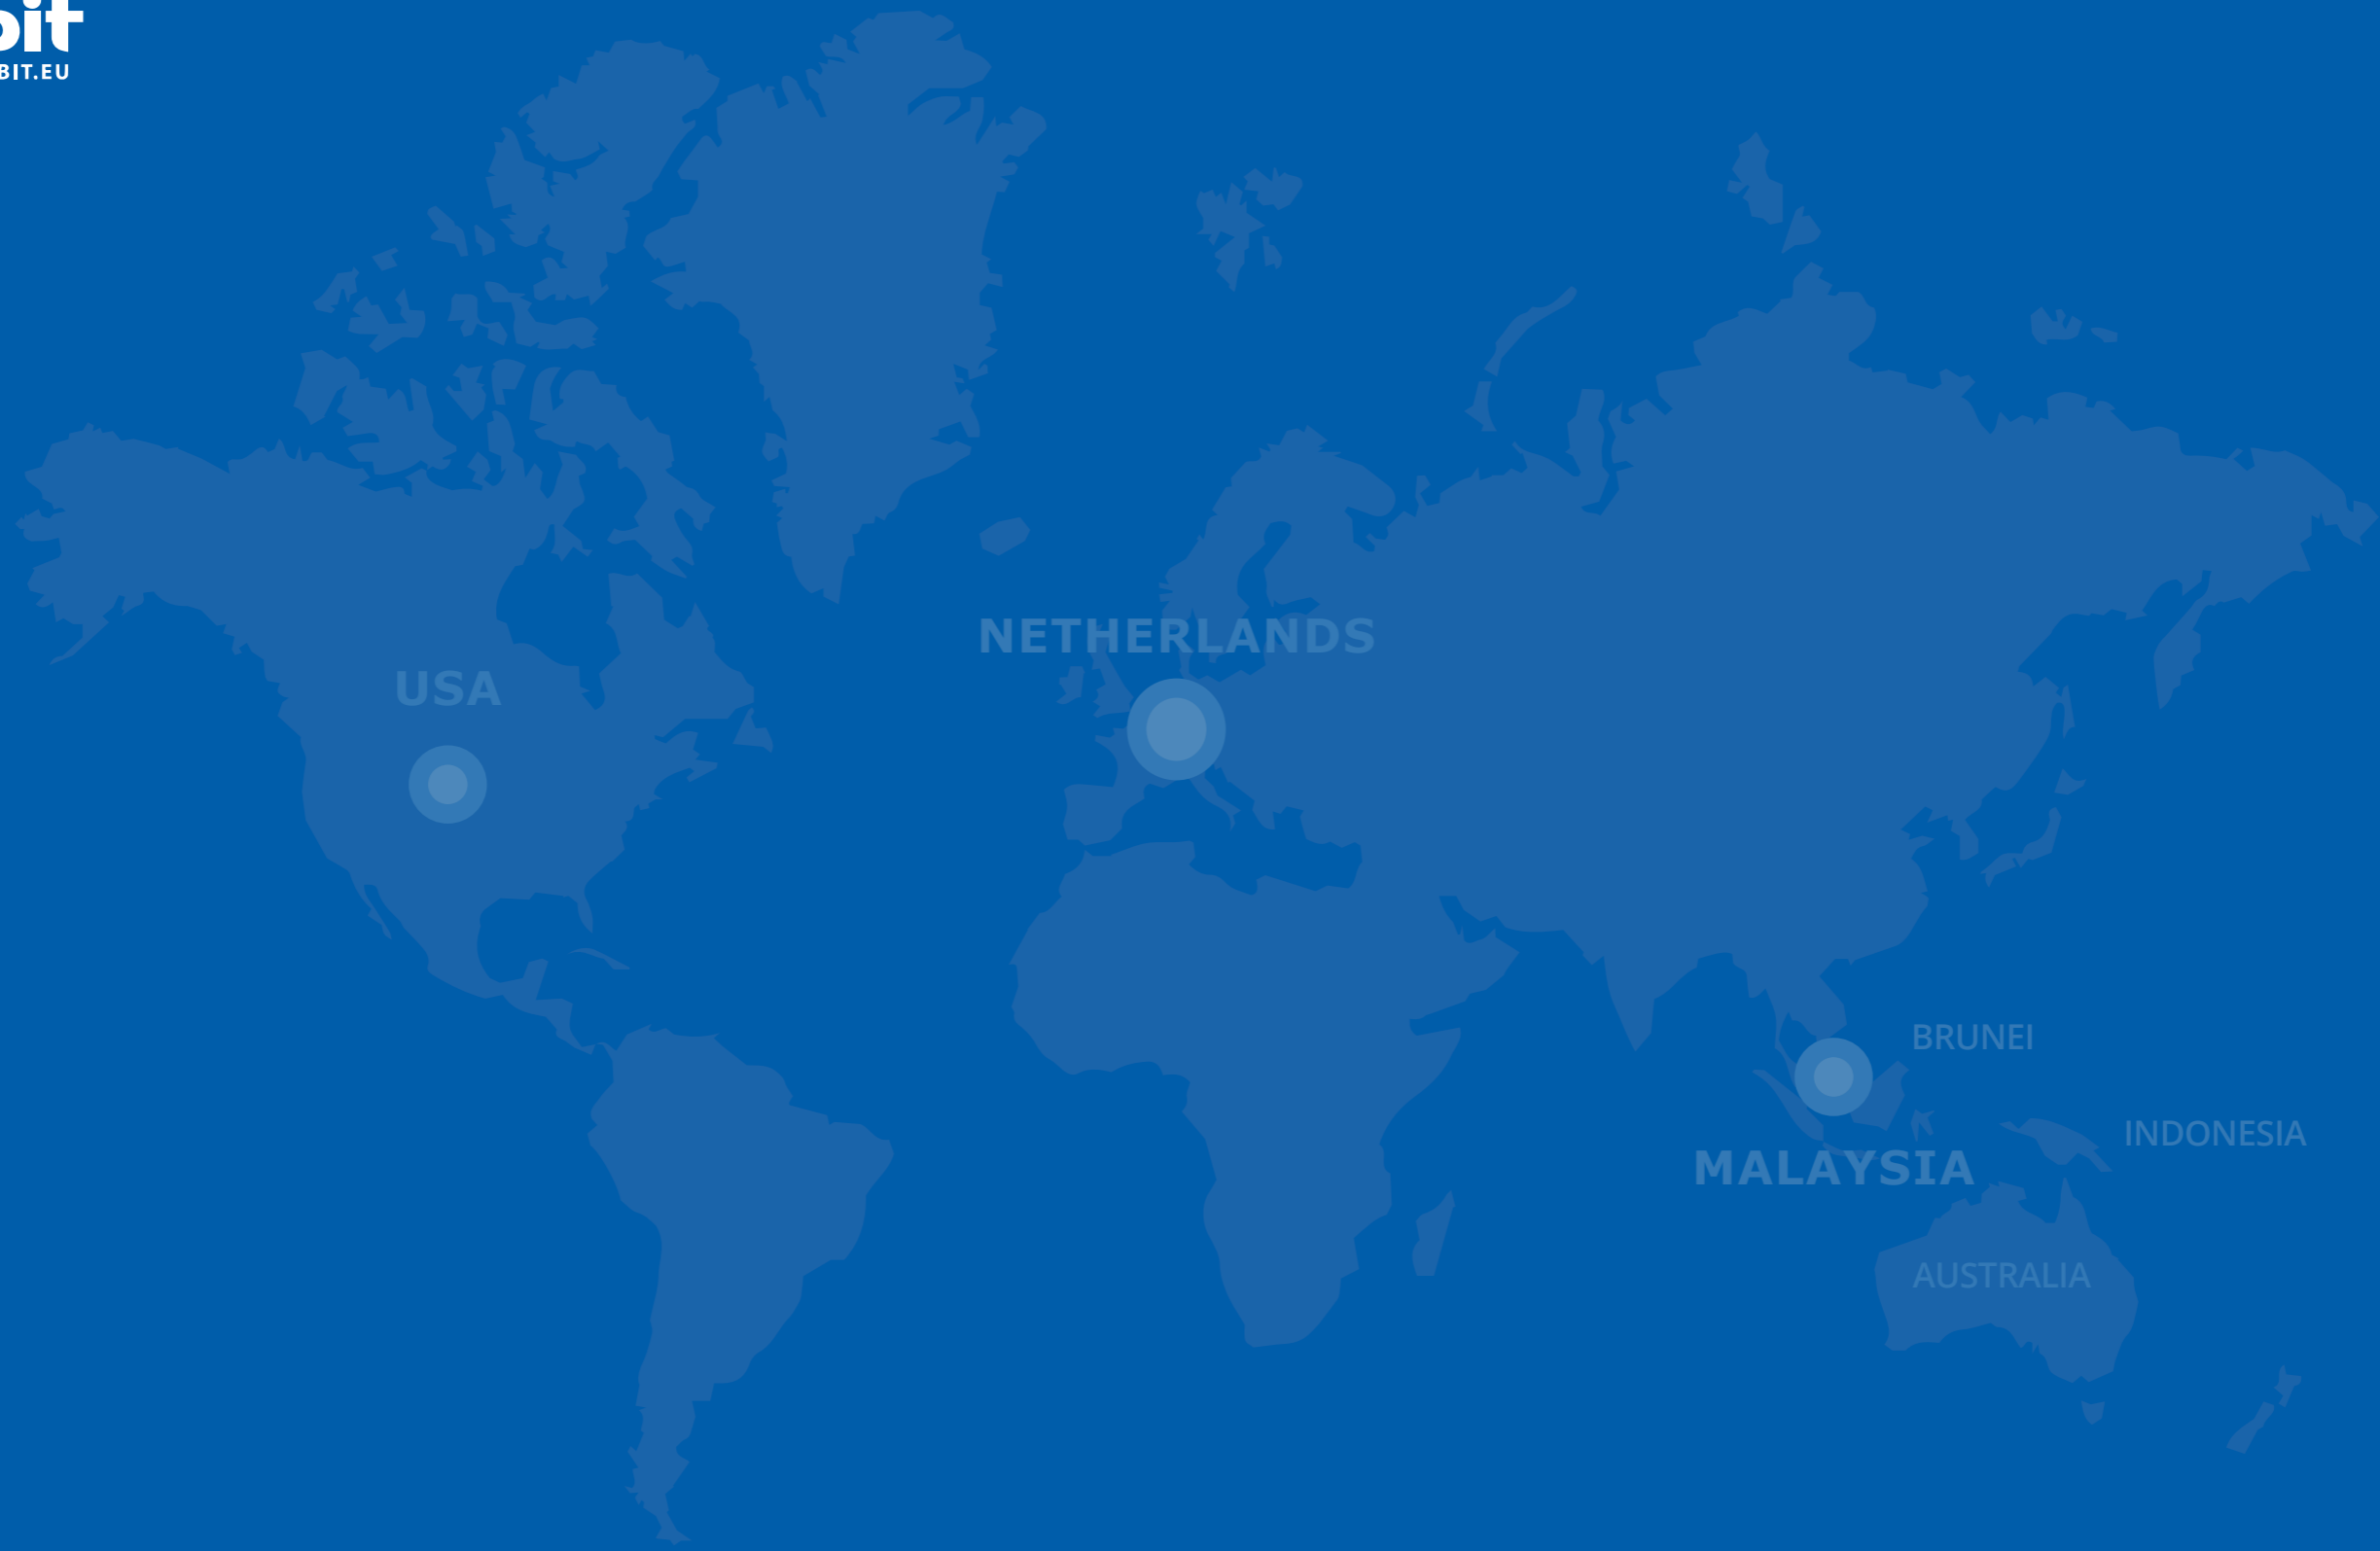 bit
BIT.EU
NETHERLANDS
USA
BRUNEI
INDONESIA
MALAYSIA
AUSTRALIA